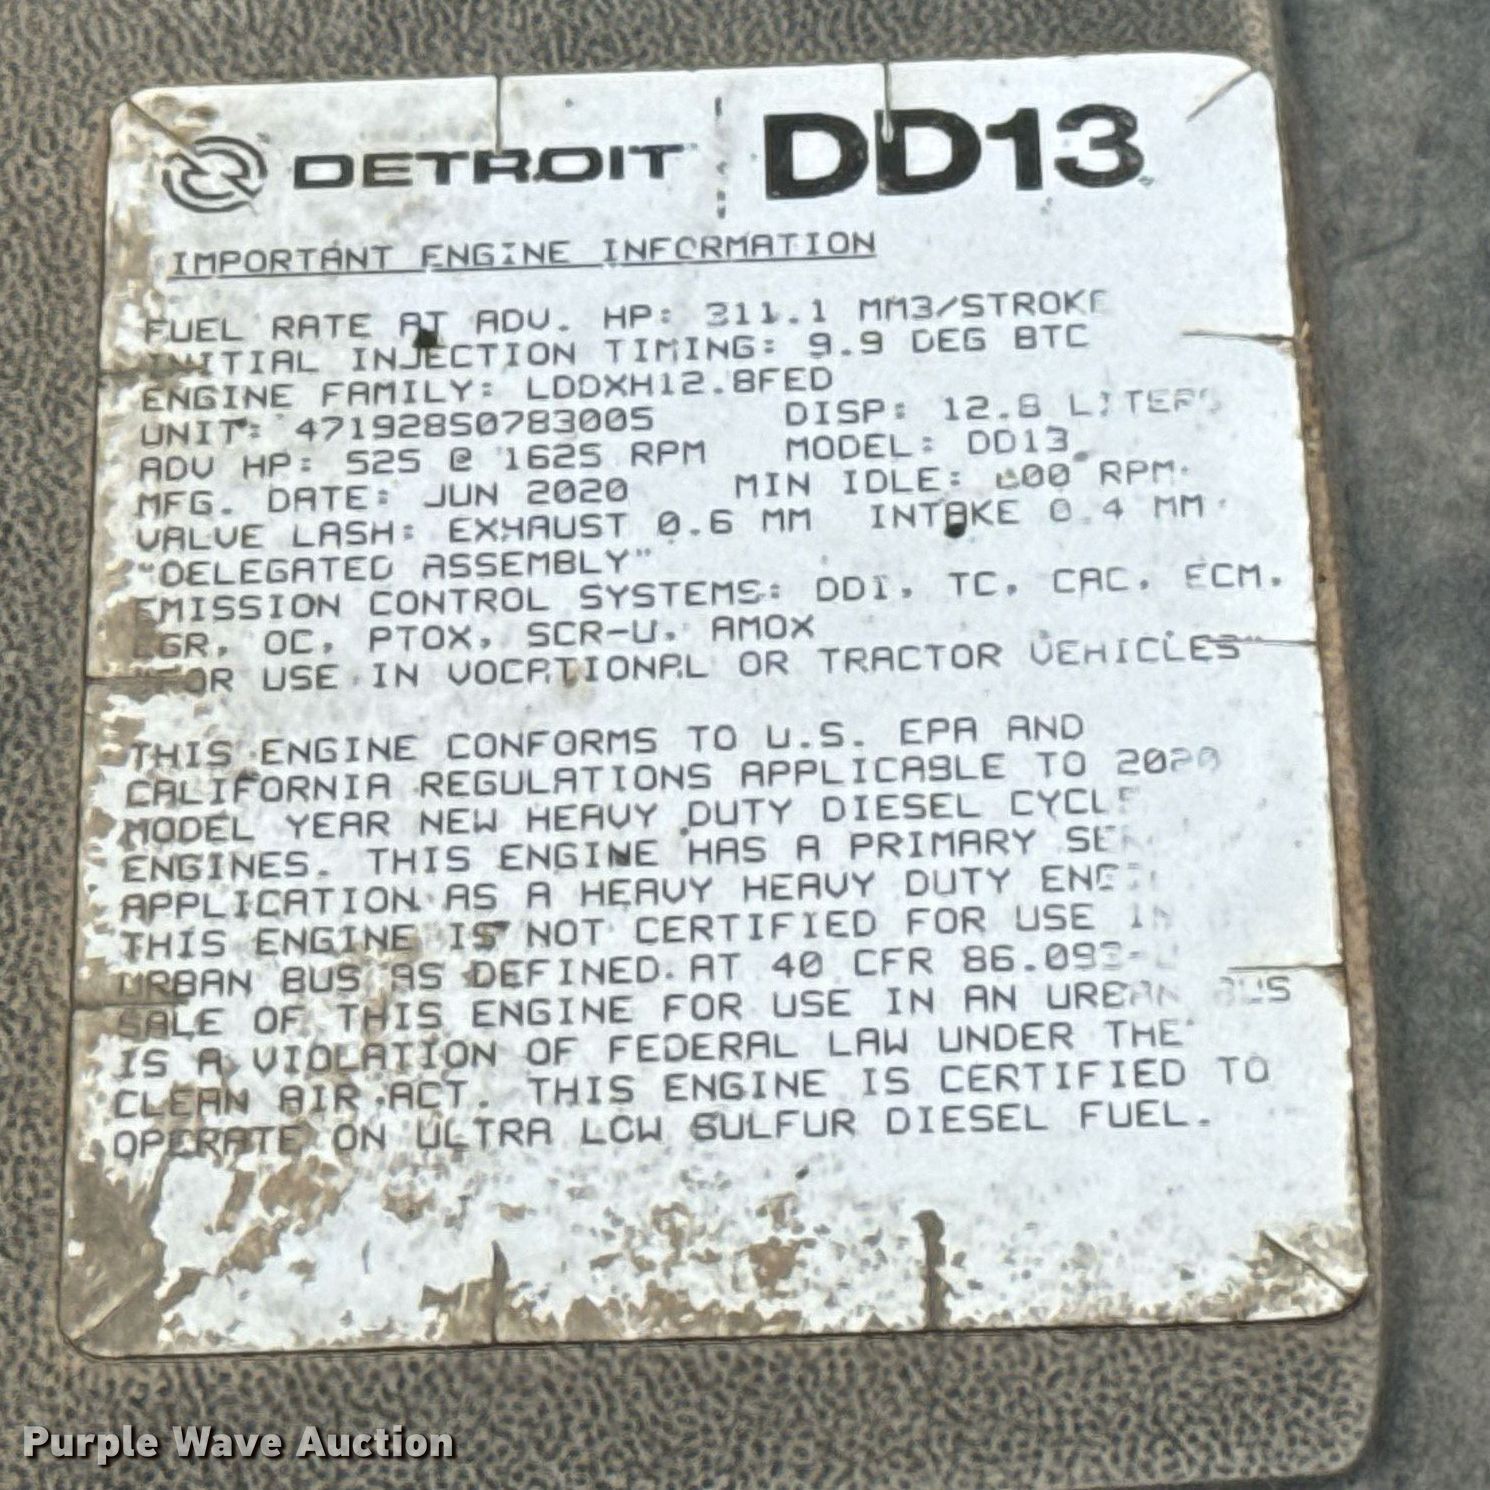 DETROIT DD13
IMPORTANT ENGINE INFORMATION
FUEL RATE AT ADV. HP: 311.1 MM3/STROKE
INITIAL INJECTION TIMING: 9.9 DEG BTC
ENGINE FAMILY: LDDXH12.8FED
UNIT: 471928S0783005 DISP: 12.8 LITERS
ADV HP: 525 @ 1625 RPM MODEL: DD13
MFG. DATE: JUN 2020 MIN IDLE: RPM
VALVE LASH: EXHAUST 0.6 MM INTAKE 0.4 MM
"DELEGATED ASSEMBLY"
EMISSION CONTROL SYSTEMS: DDI, TC, CAC, ECM,
EGR, OC, PTOX, SCR-U, AMOX
"FOR USE IN VOCATIONAL OR TRACTOR VEHICLES"
THIS ENGINE CONFORMS TO U.S. EPA AND
CALIFORNIA REGULATIONS APPLICABLE TO 2020
MODEL YEAR NEW HEAVY DUTY DIESEL CYCLE
ENGINES. THIS ENGINE HAS A PRIMARY
APPLICATION AS A HEAVY HEAVY DUTY
THIS ENGINE IS NOT CERTIFIED FOR USE IN
URBAN BUS AS DEFINED AT 40 CFR
SALE OF THIS ENGINE FOR USE IN AN URBAN BUS
IS A VIOLATION OF FEDERAL LAW UNDER THE
CLEAN AIR ACT. THIS ENGINE IS CERTIFIED TO
OPERATE ON ULTRA LOW SULFUR DIESEL FUEL.
Purple Wave Auction